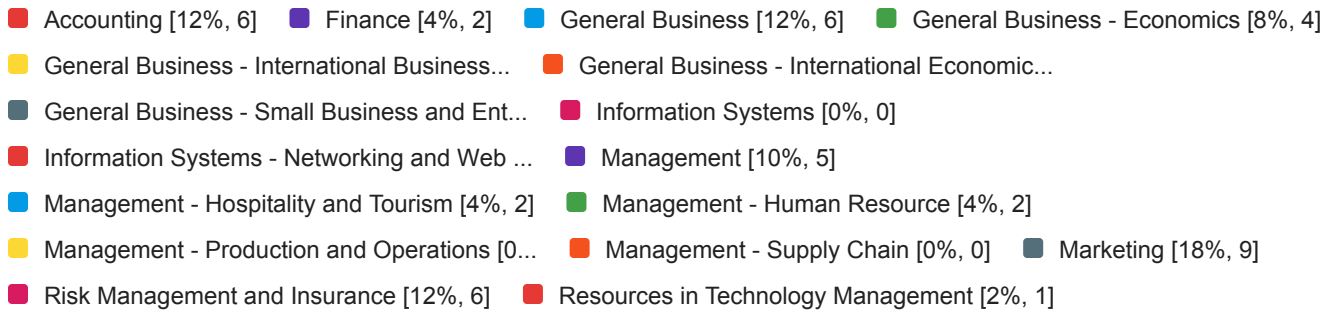 Accounting [12%, 6] Finance [4%, 2] General Business [12%, 6] General Business - Economics [8%, 4]
General Business - International Business... General Business - International Economic...
General Business - Small Business and Ent... Information Systems [0%, 0]
Information Systems - Networking and Web ... Management [10%, 5]
Management - Hospitality and Tourism [4%, 2] Management - Human Resource [4%, 2]
Management - Production and Operations [0... Management - Supply Chain [0%, 0] Marketing [18%, 9]
Risk Management and Insurance [12%, 6] Resources in Technology Management [2%, 1]